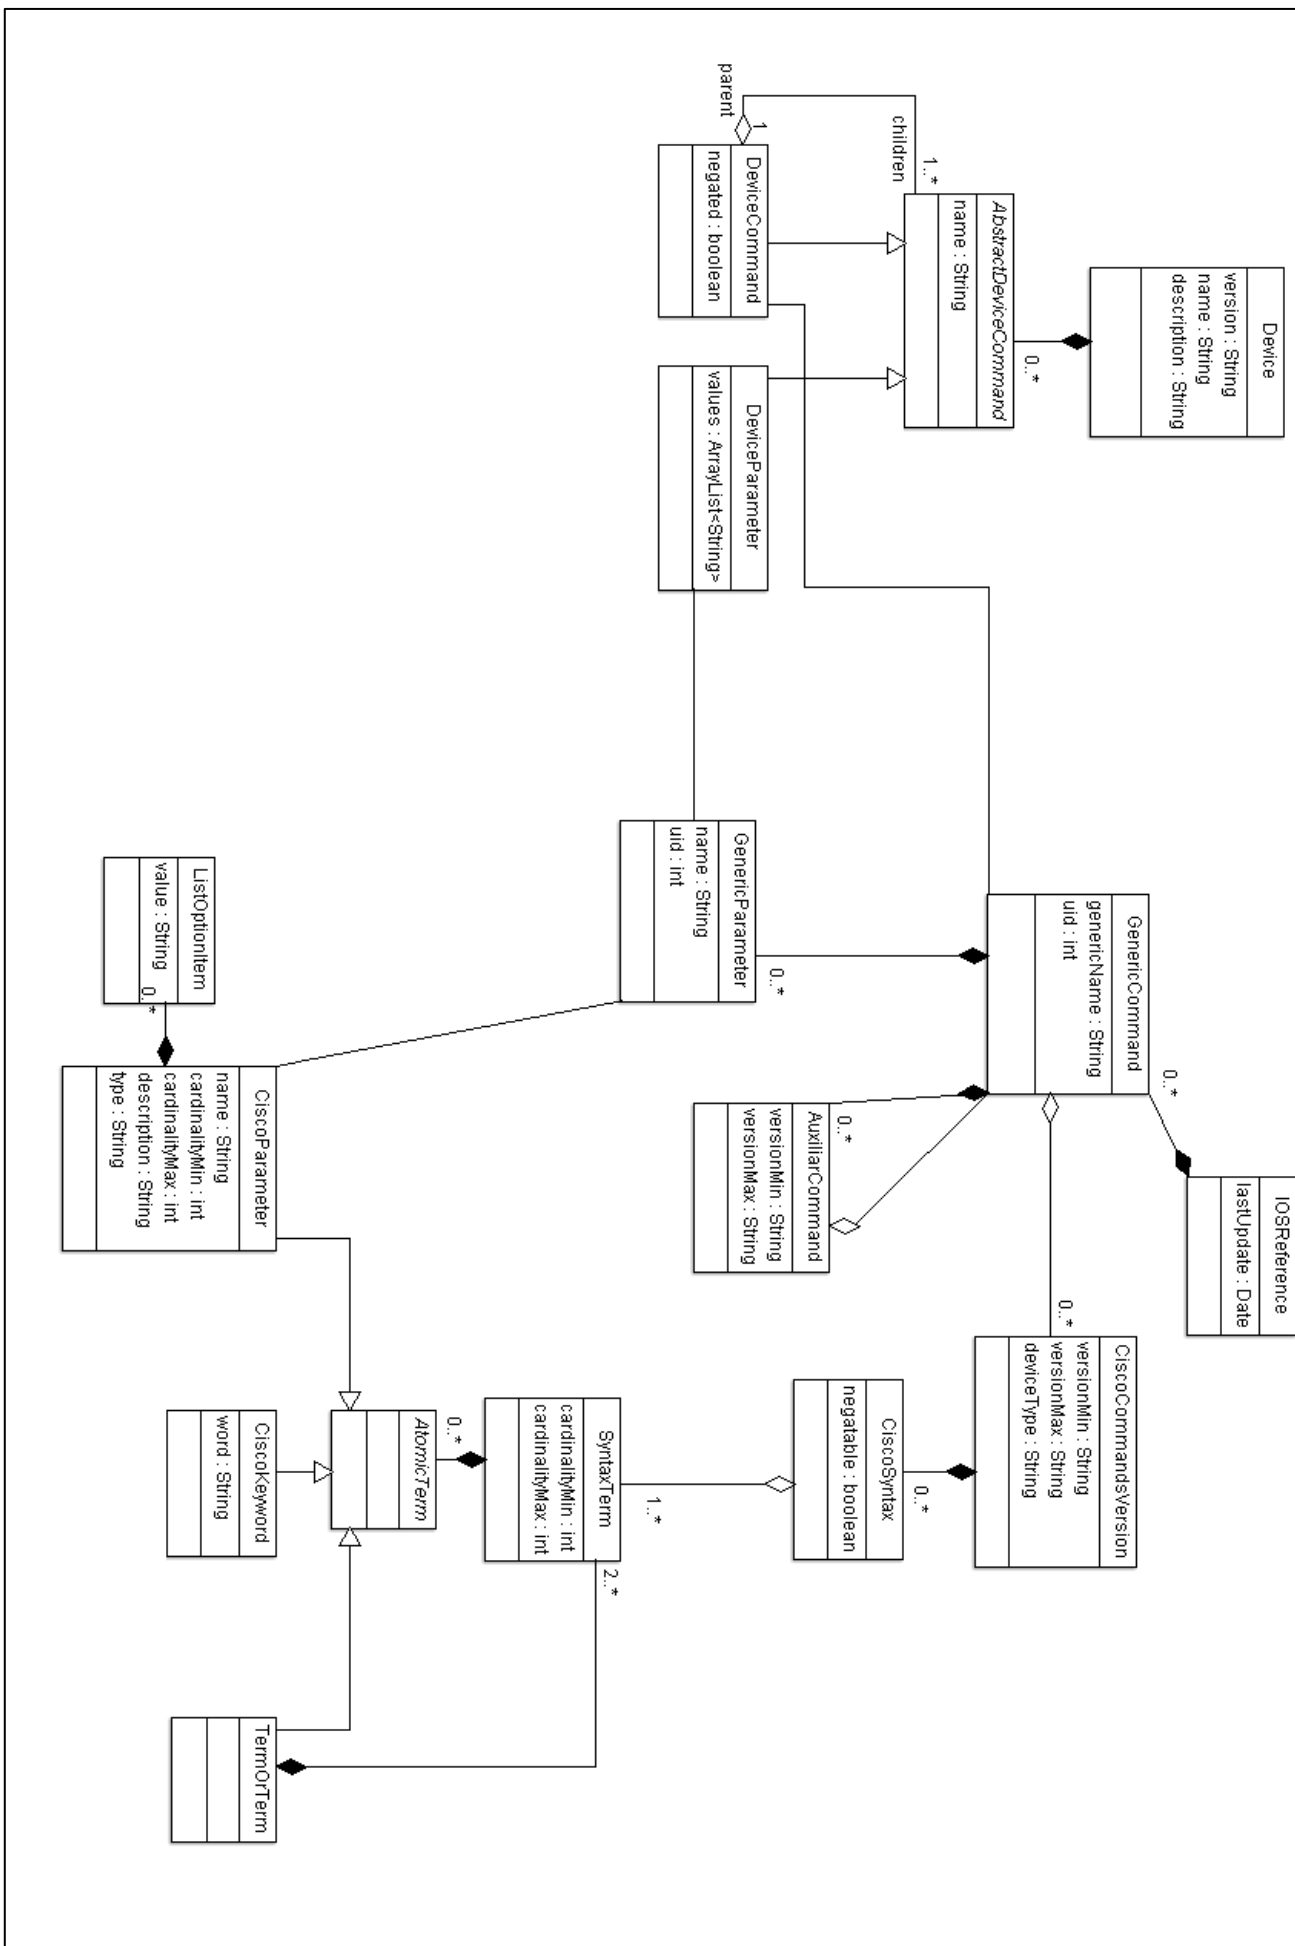 Device
version : String
name : String
description : String
0..*
AbstractDeviceCommand
name : String
1..*
children
1
parent
DeviceCommand
negated : boolean
DeviceParameter
values : ArrayList<String>
IOSReference
lastUpdate : Date
0..*
GenericCommand
genericName : String
uid : int
0..*
GenericParameter
name : String
uid : int
0..*
AuxiliarCommand
versionMin : String
versionMax : String
0..*
CiscoCommandsVersion
versionMin : String
versionMax : String
deviceType : String
0..*
CiscoSyntax
negatable : boolean
1..*
SyntaxTerm
cardinalityMin : int
cardinalityMax : int
2..*
0..*
AtomicTerm
ListOptionItem
value : String
0..*
CiscoParameter
name : String
cardinalityMin : int
cardinalityMax : int
description : String
type : String
CiscoKeyword
word : String
TermOrTerm